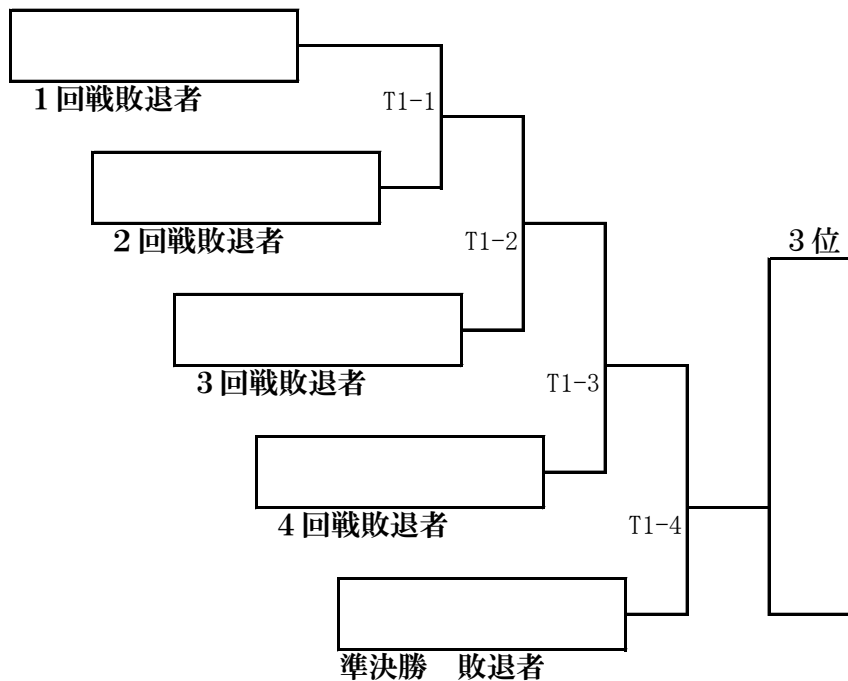 １回戦敗退者
T1-1
２回戦敗退者
T1-2
３位
３回戦敗退者
T1-3
４回戦敗退者
T1-4
準決勝　敗退者